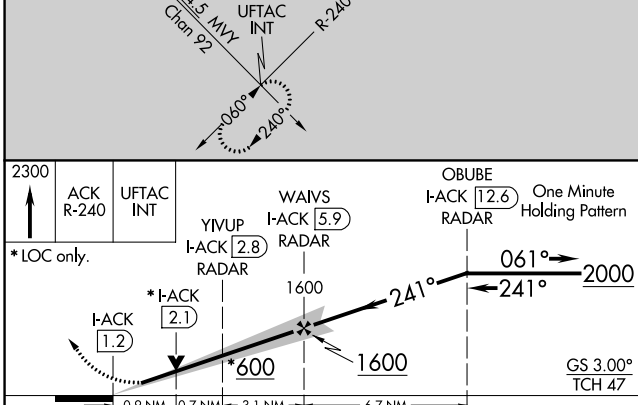 4.5 MVY
Chan 92
UFTAC
INT
R-240
060°
240°
2300
ACK
R-240
UFTAC
INT
* LOC only.
I-ACK
1.2
* I-ACK
2.1
YIVUP
I-ACK 2.8
RADAR
WAIVS
I-ACK 5.9
RADAR
1600
OBUBE
I-ACK 12.6
RADAR
One Minute
Holding Pattern
061°
241°
241°
2000
*600
1600
GS 3.00°
TCH 47
0.9 NM
0.7 NM
3.1 NM
6.7 NM